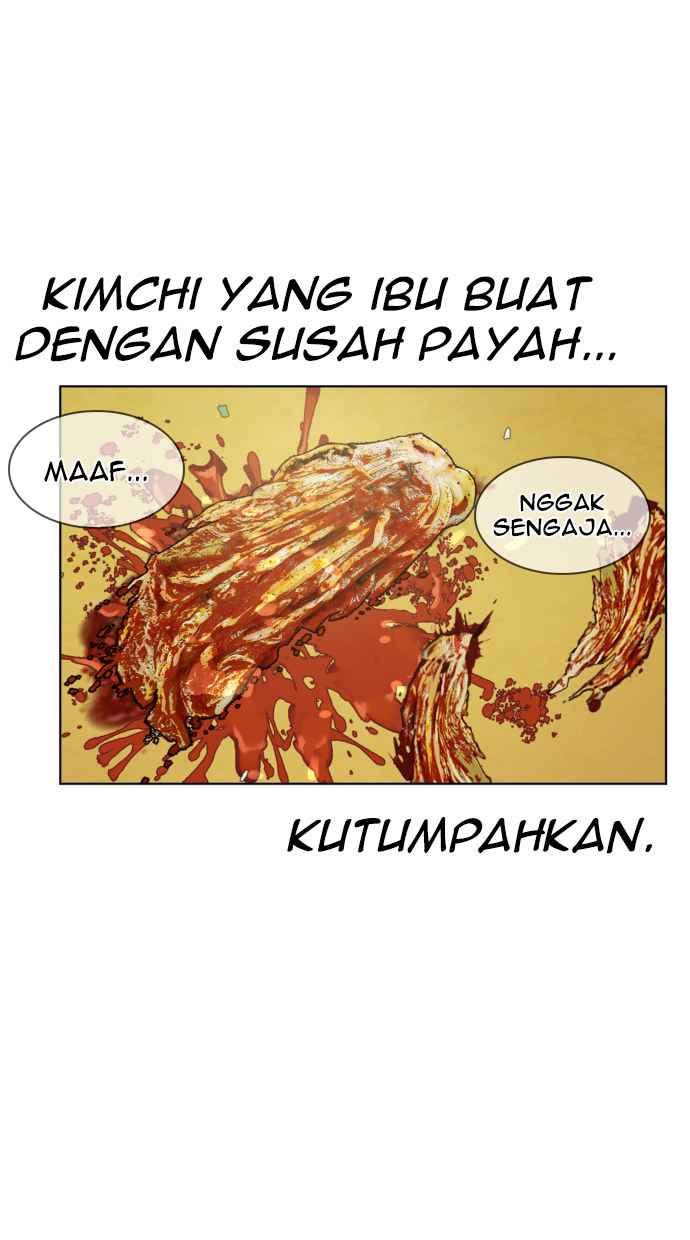 KIMCHI YANG IBU BUAT
DENGAN SUSAH PAYAH...
MAAF...
NGGAK
SENGAJA...
KUTUMPAHKAN.